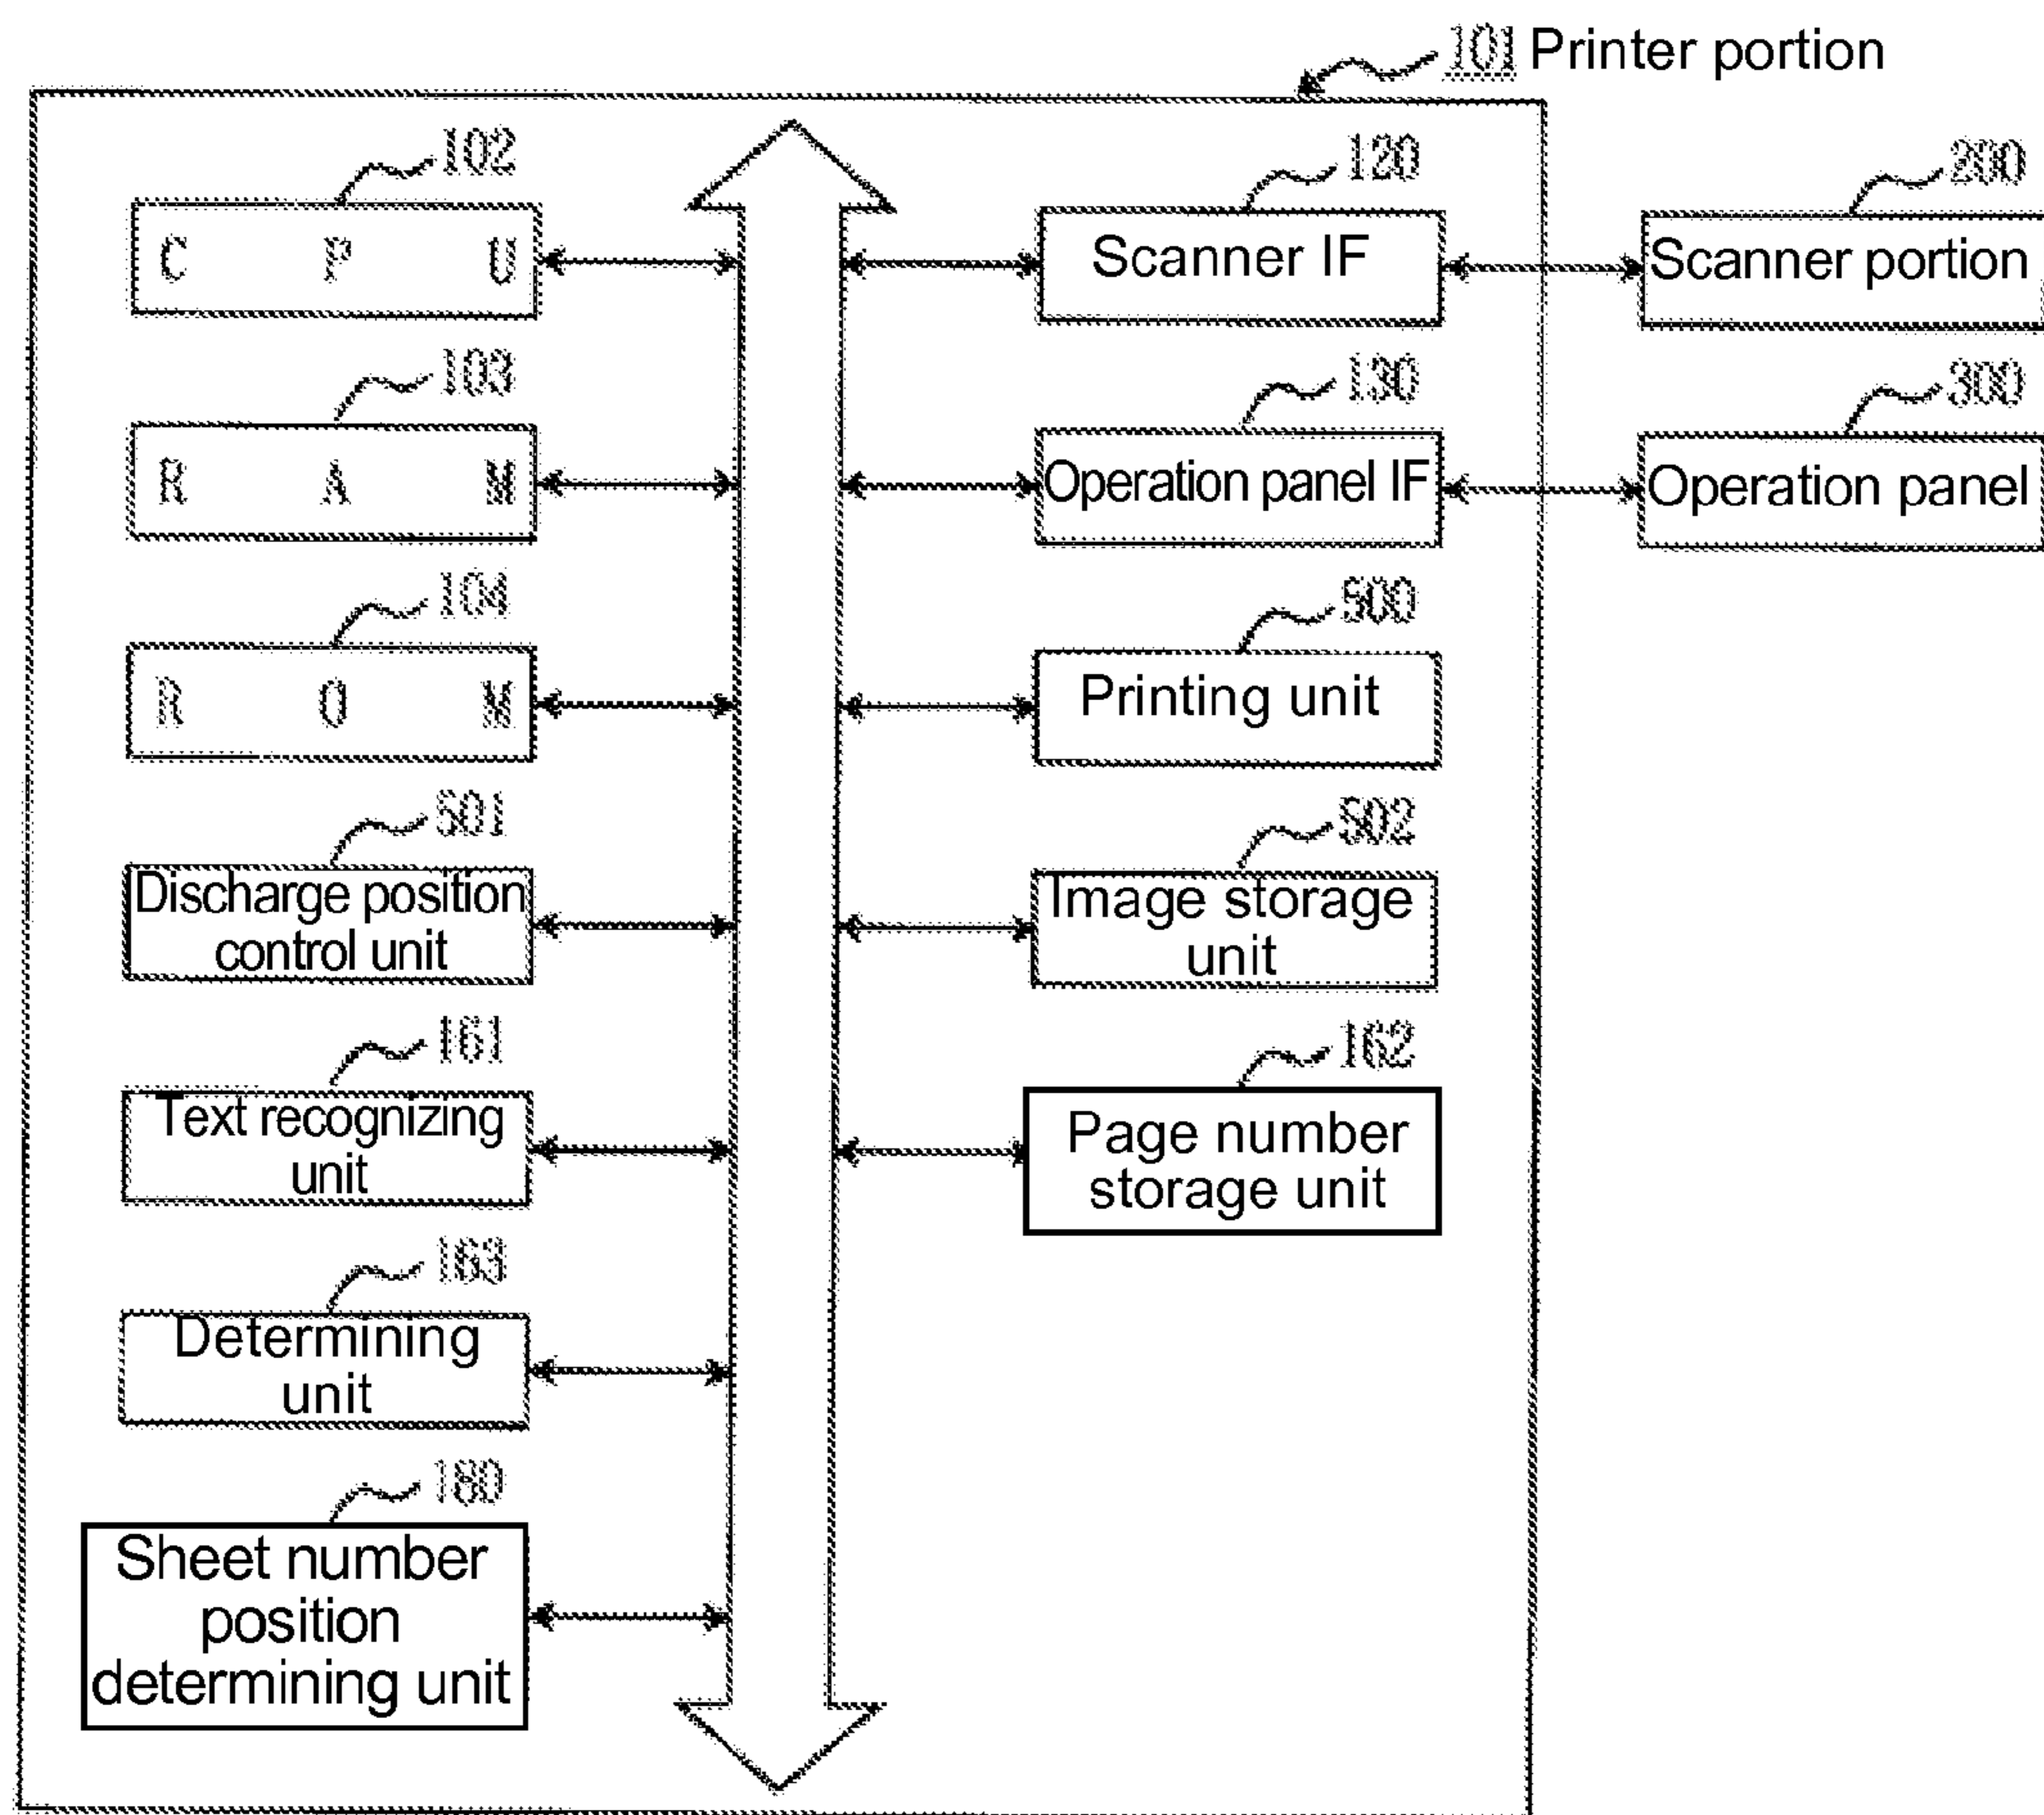 101 Printer portion
102
C P U
120
Scanner IF
200
Scanner portion
103
R A M
130
Operation panel IF
300
Operation panel
104
R O M
500
Printing unit
501
Discharge position
control unit
502
Image storage
unit
161
Text recognizing
unit
162
Page number
storage unit
163
Determining
unit
180
Sheet number
position
determining unit